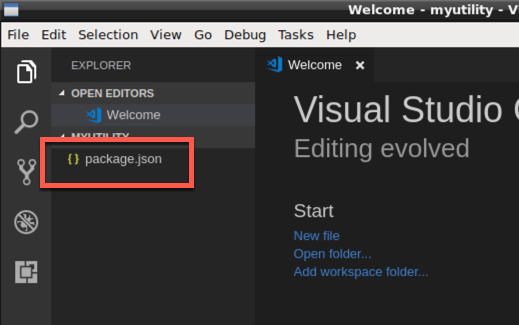 Welcome - myutility - V
File Edit Selection View Go Debug Tasks Help
EXPLORER
OPEN EDITORS
Welcome
MYUTILITY
{ } package.json
Welcome
Visual Studio
Editing evolved
Start
New file
Open folder...
Add workspace folder...